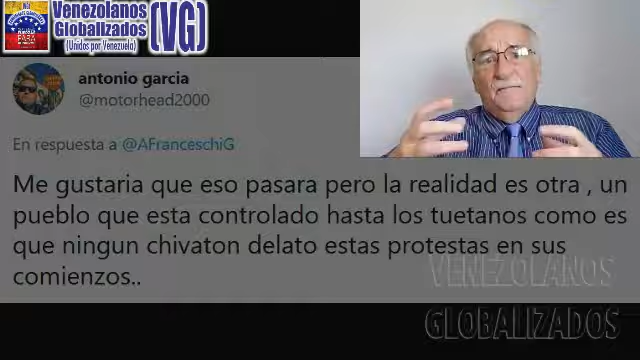 Venezolanos
Globalizados
(Unidos por Venezuela)
(VG)
antonio garcia
@motorhead2000
En respuesta a @AFranceschiG
Me gustaria que eso pasara pero la realidad es otra , un
pueblo que esta controlado hasta los tuetanos como es
que ningun chivaton delato estas protestas en sus
comienzos..
VENEZOLANOS
GLOBALIZADOS